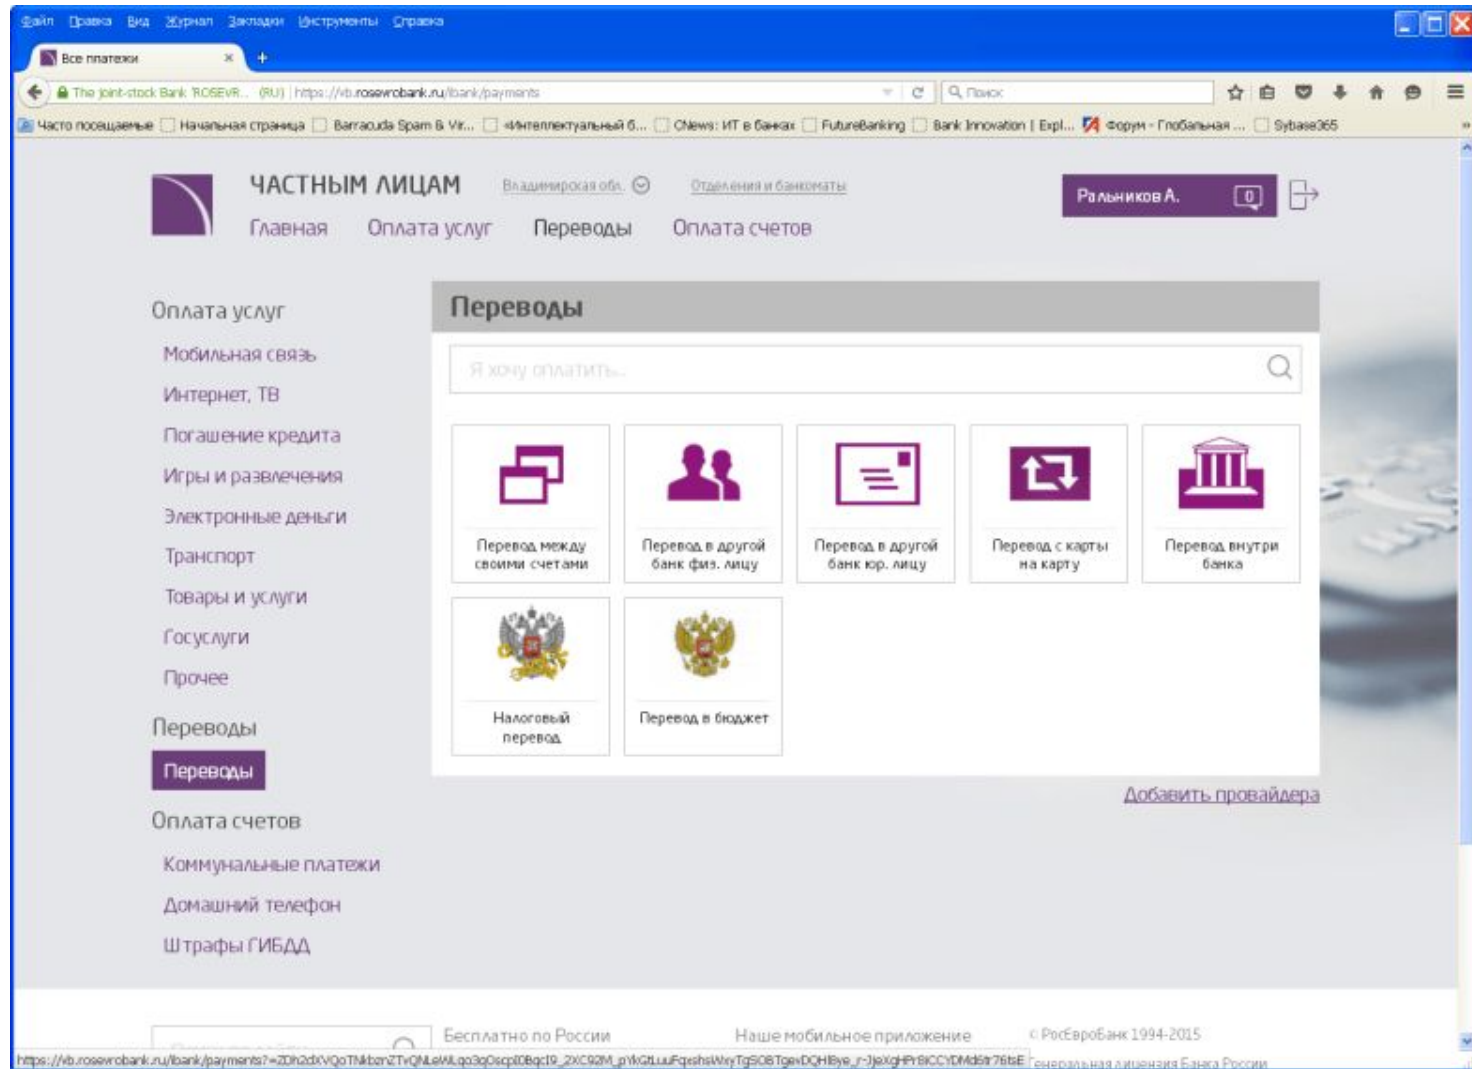 Файл Правка Вид Журнал Закладки Инструменты Справка
Все платежи
The joint-stock Bank 'ROSEVR... (RU) https://vb.rosevrobank.ru/ibank/payments Поиск
Часто посещаемые Начальная страница Barracuda Spam & Vir... «Интеллектуальный б... CNews: ИТ в банках FutureBanking Bank Innovation | Expl... Форум - Глобальная ... Sybase365
ЧАСТНЫМ ЛИЦАМ Владимирская обл. Отделения и банкоматы
Ральников А. 0
Главная Оплата услуг Переводы Оплата счетов
Оплата услуг
Мобильная связь
Интернет, ТВ
Погашение кредита
Игры и развлечения
Электронные деньги
Транспорт
Товары и услуги
Госуслуги
Прочее
Переводы
Переводы
Оплата счетов
Коммунальные платежи
Домашний телефон
Штрафы ГИБДД
Переводы
Я хочу оплатить...
Перевод между
своими счетами
Перевод в другой
банк физ. лицу
Перевод в другой
банк юр. лицу
Перевод с карты
на карту
Перевод внутри
банка
Налоговый
перевод
Перевод в бюджет
Добавить провайдера
Бесплатно по России
Наше мобильное приложение
© РосЕвроБанк 1994-2015
Генеральная лицензия Банка России
https://vb.rosevrobank.ru/ibank/payments?